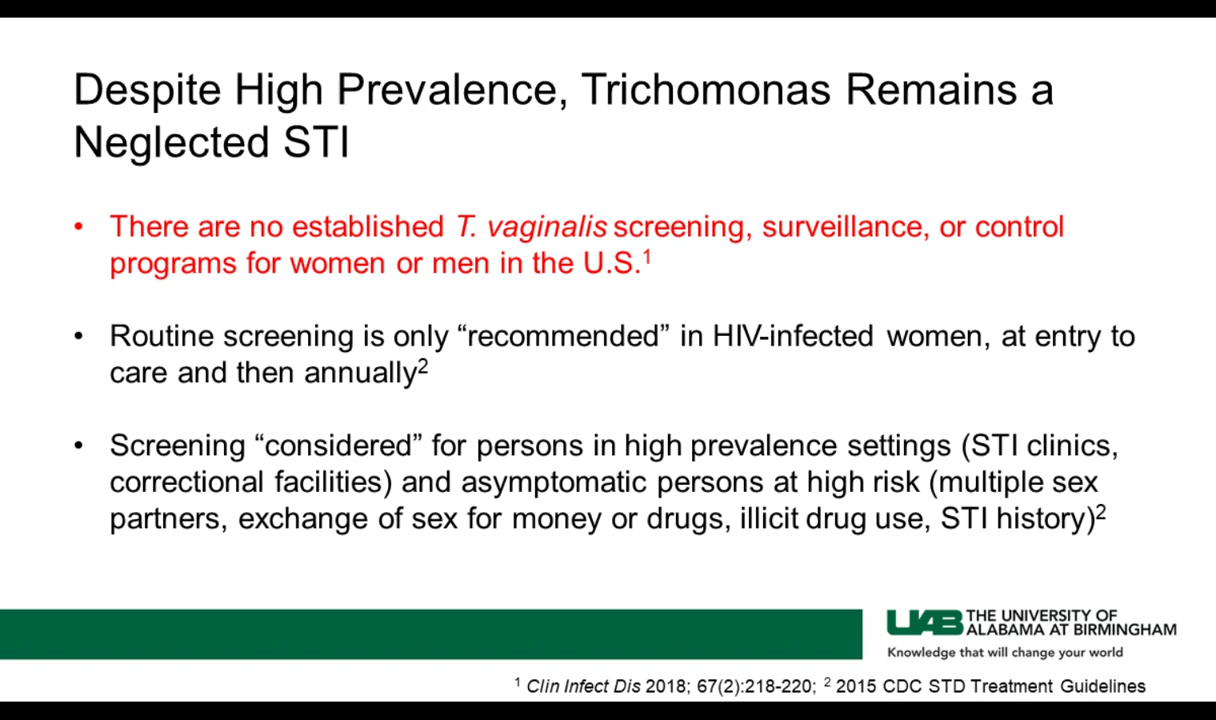 Despite High Prevalence, Trichomonas Remains a
Neglected STI
• There are no established T. vaginalis screening, surveillance, or control
programs for women or men in the U.S.¹
• Routine screening is only “recommended” in HIV-infected women, at entry to
care and then annually²
• Screening “considered” for persons in high prevalence settings (STI clinics,
correctional facilities) and asymptomatic persons at high risk (multiple sex
partners, exchange of sex for money or drugs, illicit drug use, STI history)²
UAB THE UNIVERSITY OF
ALABAMA AT BIRMINGHAM
Knowledge that will change your world
¹ Clin Infect Dis 2018; 67(2):218-220; ² 2015 CDC STD Treatment Guidelines